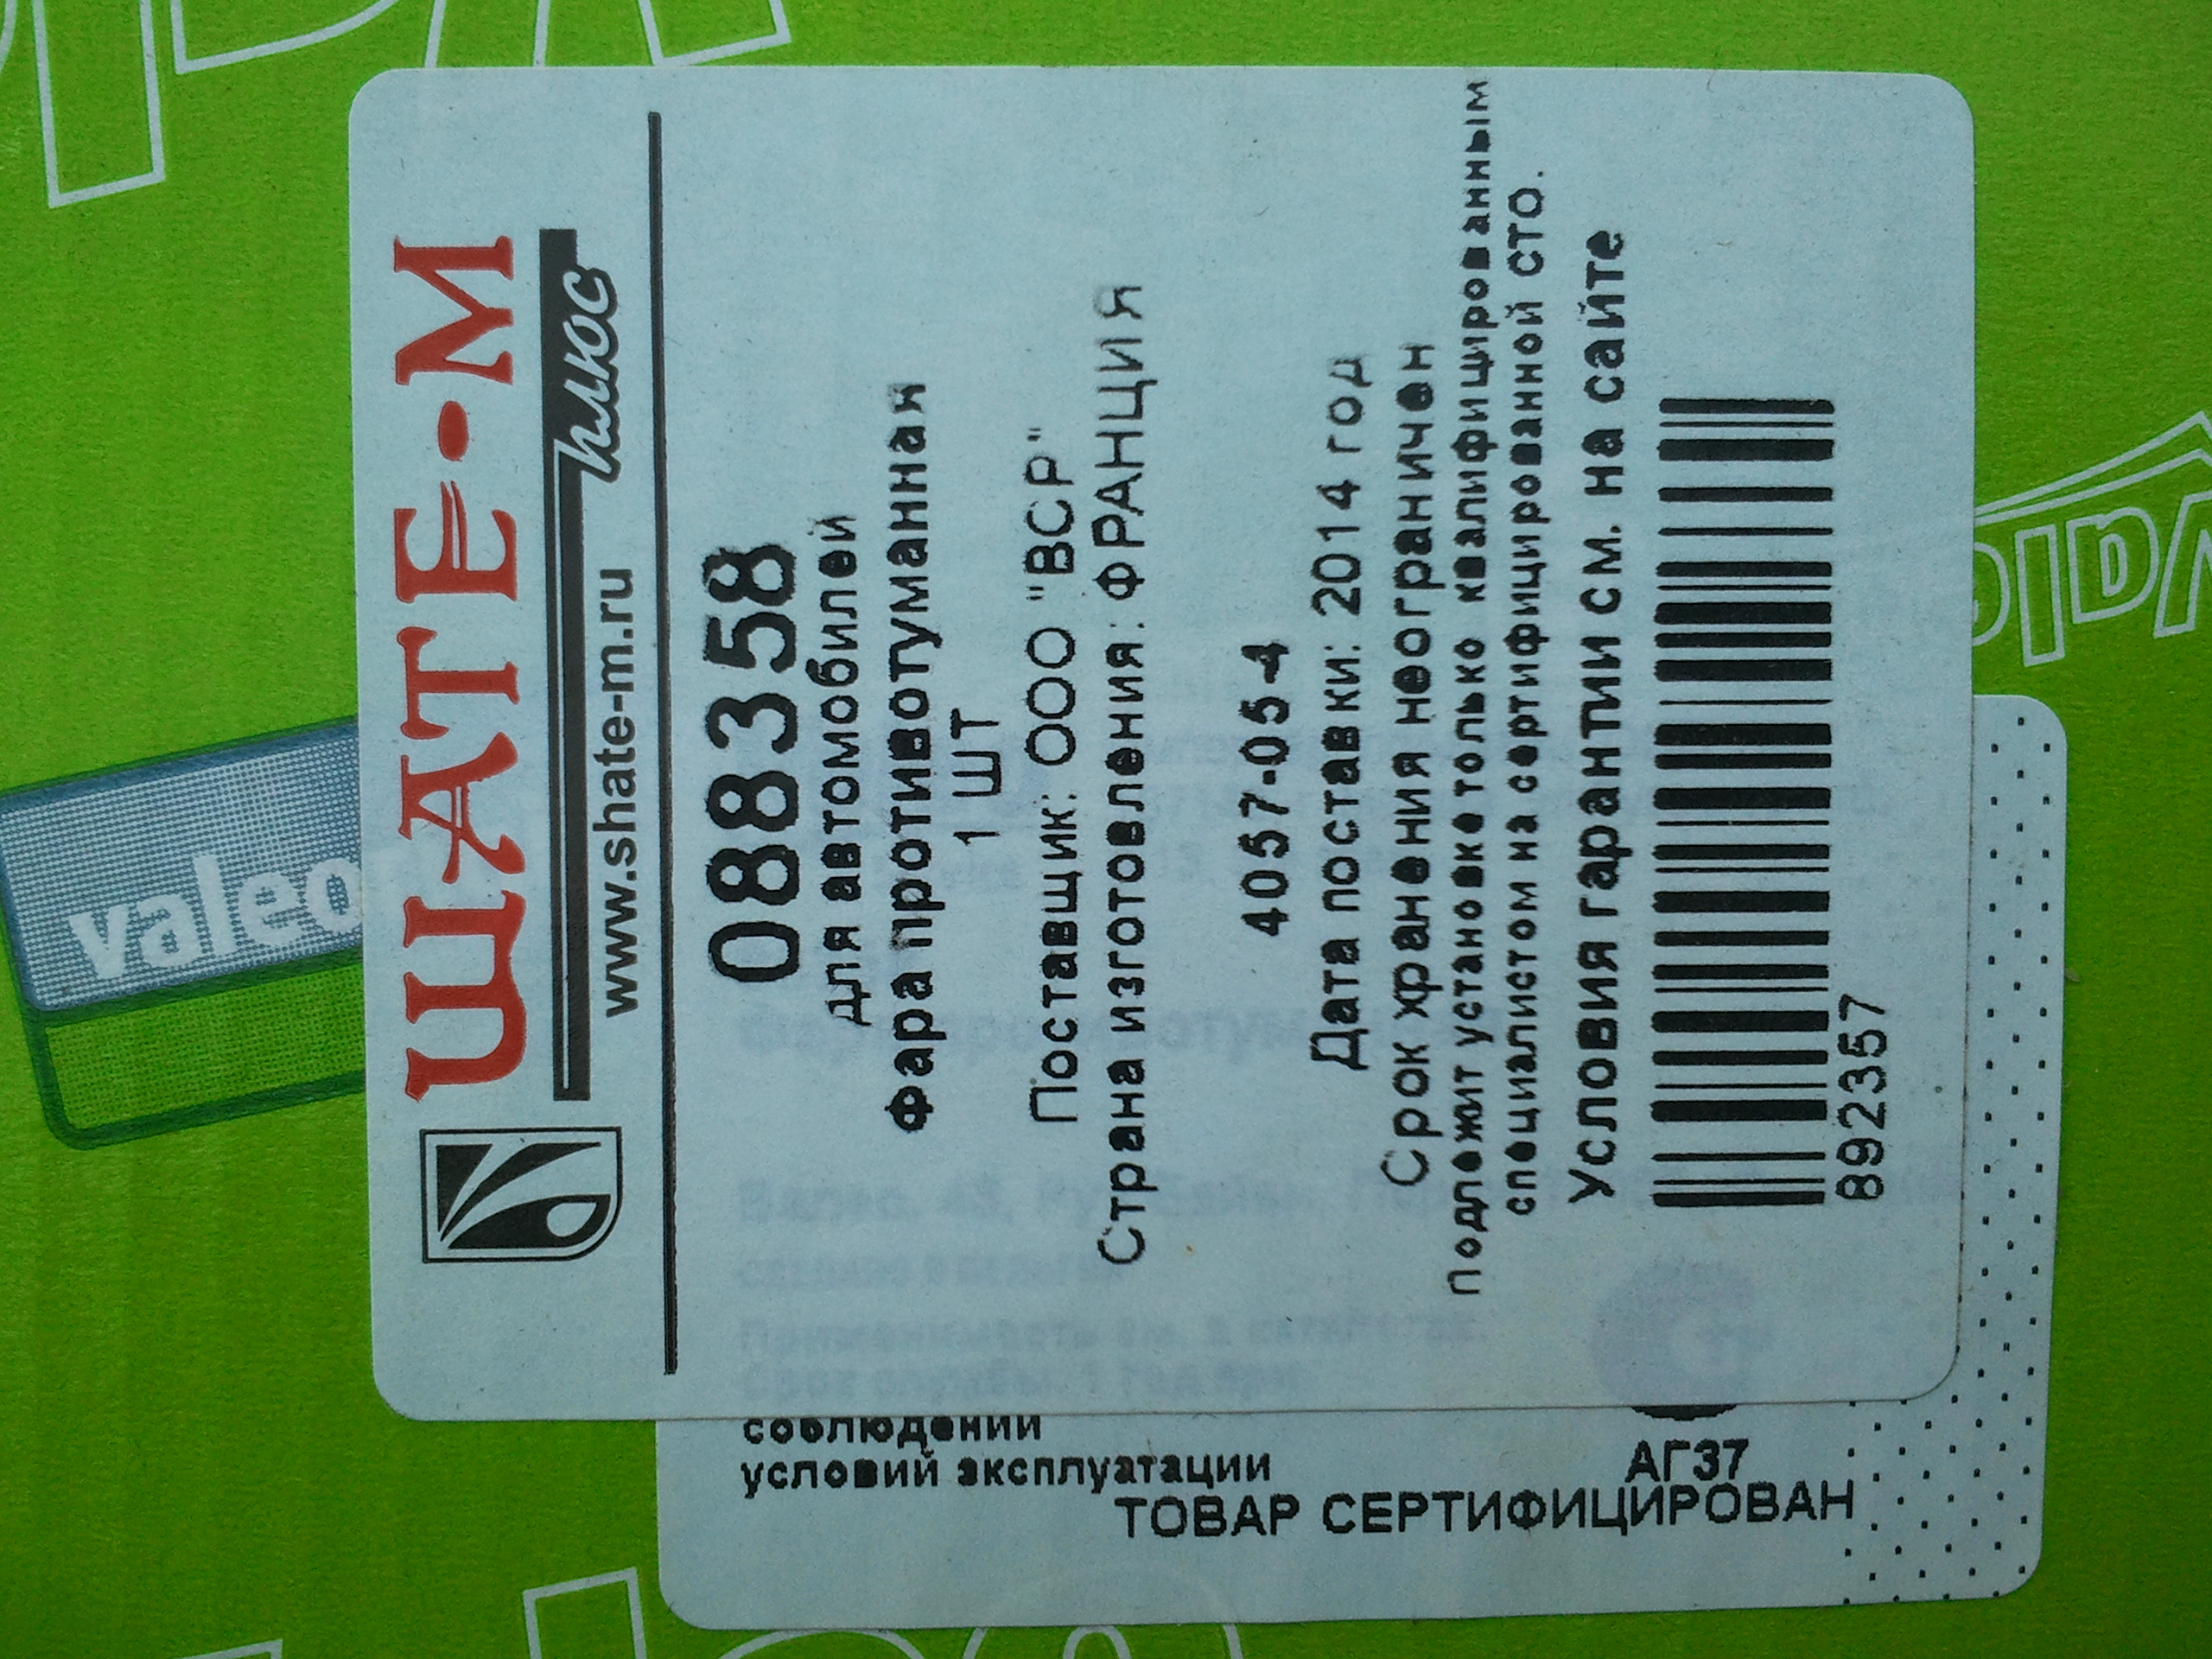 ШАТЕ-М
плюс
www.shate-m.ru
088358
для автомобилей
Фара противотуманная
1 ШТ
Поставщик: ООО "ВСР"
Страна изготовления: ФРАНЦИЯ
4057-05-4
Дата поставки: 2014 год
Срок хранения неограничен
Подлежит установке только квалифицированным
специалистом на сертифицированной СТО.
Условия гарантии см. на сайте
892357
соблюдении
условий эксплуатации
АГ37
ТОВАР СЕРТИФИЦИРОВАН
valeo